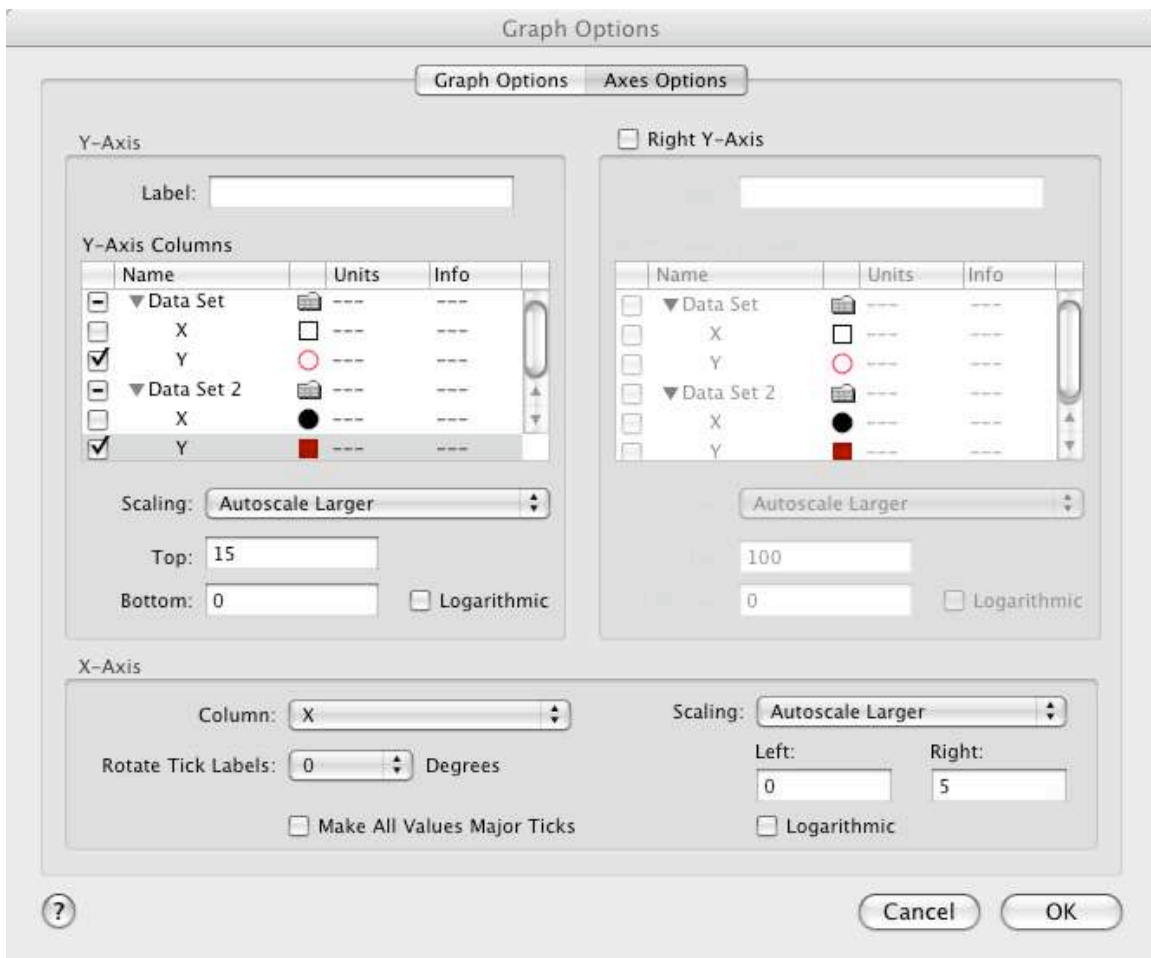 Graph Options
Graph Options Axes Options
Y-Axis
Label:
Y-Axis Columns
Name Units Info
Data Set --- ---
X --- ---
Y --- ---
Data Set 2 --- ---
X --- ---
Y --- ---
Scaling: Autoscale Larger
Top: 15
Bottom: 0 Logarithmic
Right Y-Axis
Name Units Info
Data Set --- ---
X --- ---
Y --- ---
Data Set 2 --- ---
X --- ---
Y --- ---
Autoscale Larger
100
0 Logarithmic
X-Axis
Column: X
Rotate Tick Labels: 0 Degrees
Make All Values Major Ticks
Scaling: Autoscale Larger
Left: Right:
0 5
Logarithmic
? Cancel OK